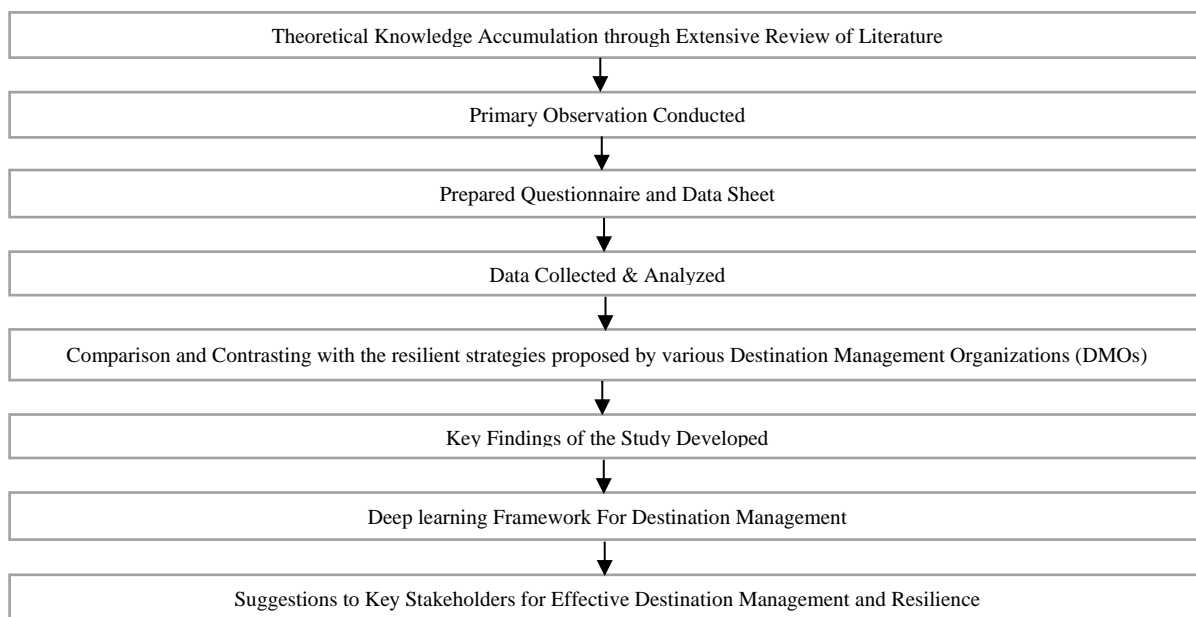 Theoretical Knowledge Accumulation through Extensive Review of Literature
Primary Observation Conducted
Prepared Questionnaire and Data Sheet
Data Collected & Analyzed
Comparison and Contrasting with the resilient strategies proposed by various Destination Management Organizations (DMOs)
Key Findings of the Study Developed
Deep learning Framework For Destination Management
Suggestions to Key Stakeholders for Effective Destination Management and Resilience